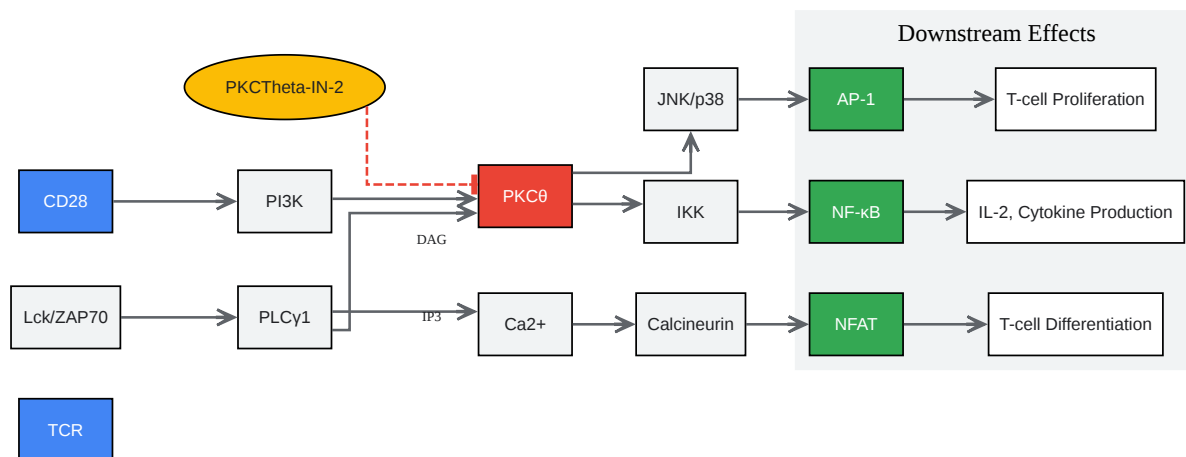 Downstream Effects
PKCTheta-IN-2
JNK/p38
AP-1
T-cell Proliferation
CD28
PI3K
PKCθ
IKK
NF-κB
IL-2, Cytokine Production
DAG
Lck/ZAP70
PLCγ1
IP3
Ca2+
Calcineurin
NFAT
T-cell Differentiation
TCR